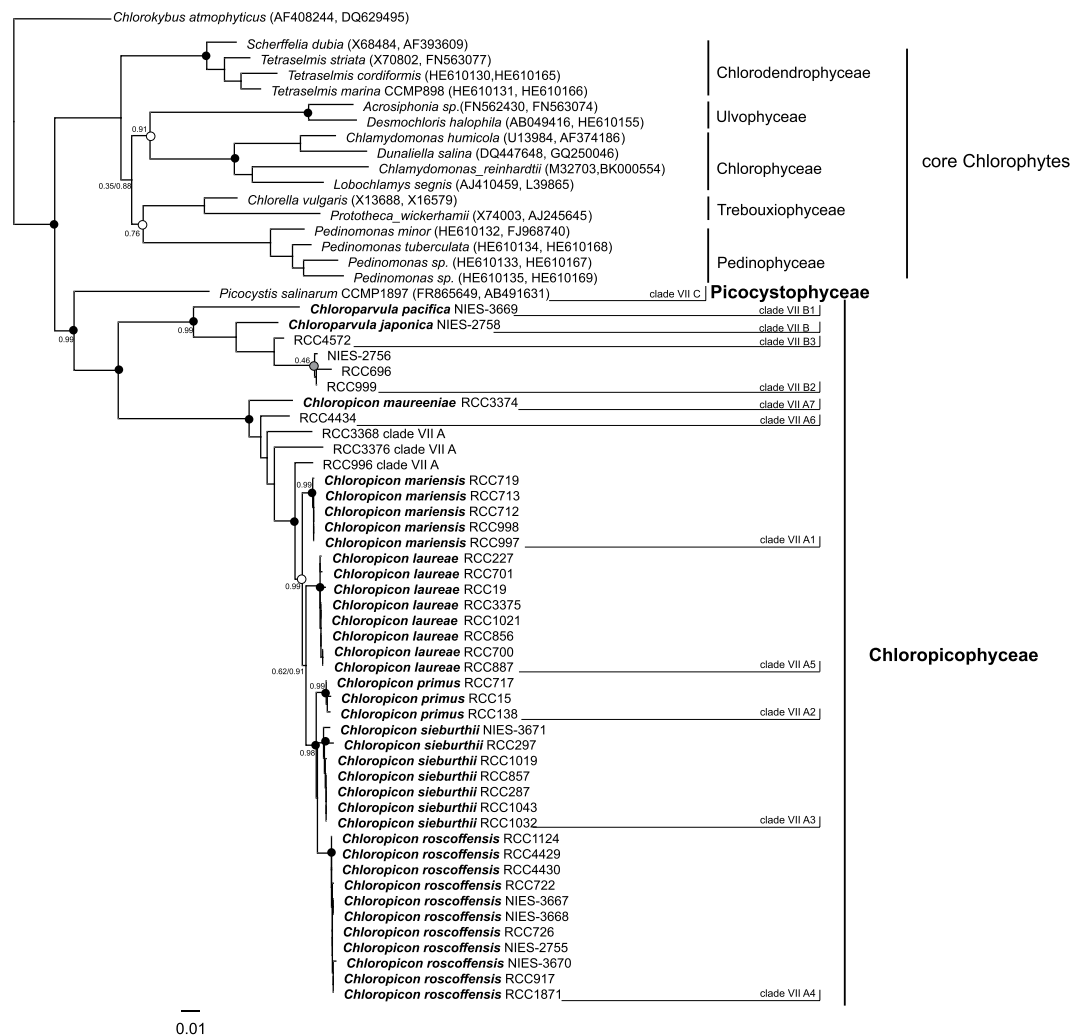 Chlorokybus atmophyticus (AF408244, DQ629495)
Scherffelia dubia (X68484, AF393609)
Tetraselmis striata (X70802, FN563077)
Chlorodendrophyceae
Tetraselmis cordiformis (HE610130,HE610165)
Tetraselmis marina CCMP898 (HE610131, HE610166)
Acrosiphonia sp.(FN562430, FN563074)
Ulvophyceae
Desmochloris halophila (AB049416, HE610155)
0.91
Chlamydomonas humicola (U13984, AF374186)
Dunaliella salina (DQ447648, GQ250046)
core Chlorophytes
Chlorophyceae
Chlamydomonas_reinhardtii (M32703,BK000554)
Lobochlamys segnis (AJ410459, L39865)
0.35/0.88
Chlorella vulgaris (X13688, X16579)
Trebouxiophyceae
Prototheca_wickerhamii (X74003, AJ245645)
0.76
Pedinomonas minor (HE610132, FJ968740)
Pedinomonas tuberculata (HE610134, HE610168)
Pedinomonas sp. (HE610133, HE610167)
Pedinophyceae
Pedinomonas sp. (HE610135, HE610169)
Picocystis salinarum CCMP1897 (FR865649, AB491631)
clade VII C
Picocystophyceae
Chloroparvula pacifica NIES-3669
clade VII B1
Chloroparvula japonica NIES-2758
clade VII B
0.99
0.99
RCC4572
clade VII B3
NIES-2756
0.46
RCC696
RCC999
clade VII B2
Chloropicon maureeniae RCC3374
clade VII A7
RCC4434
clade VII A6
RCC3368 clade VII A
RCC3376 clade VII A
RCC996 clade VII A
Chloropicon mariensis RCC719
0.99
Chloropicon mariensis RCC713
Chloropicon mariensis RCC712
Chloropicon mariensis RCC998
Chloropicon mariensis RCC997
clade VII A1
Chloropicon laureae RCC227
Chloropicon laureae RCC701
0.99
Chloropicon laureae RCC19
Chloropicon laureae RCC3375
Chloropicon laureae RCC1021
Chloropicon laureae RCC856
Chloropicon laureae RCC700
Chloropicophyceae
Chloropicon laureae RCC887
clade VII A5
0.62/0.91
Chloropicon primus RCC717
0.99
Chloropicon primus RCC15
Chloropicon primus RCC138
clade VII A2
Chloropicon sieburthii NIES-3671
Chloropicon sieburthii RCC297
0.98
Chloropicon sieburthii RCC1019
Chloropicon sieburthii RCC857
Chloropicon sieburthii RCC287
Chloropicon sieburthii RCC1043
Chloropicon sieburthii RCC1032
clade VII A3
Chloropicon roscoffensis RCC1124
Chloropicon roscoffensis RCC4429
Chloropicon roscoffensis RCC4430
Chloropicon roscoffensis RCC722
Chloropicon roscoffensis NIES-3667
Chloropicon roscoffensis NIES-3668
Chloropicon roscoffensis RCC726
Chloropicon roscoffensis NIES-2755
Chloropicon roscoffensis NIES-3670
Chloropicon roscoffensis RCC917
Chloropicon roscoffensis RCC1871
clade VII A4
0.01